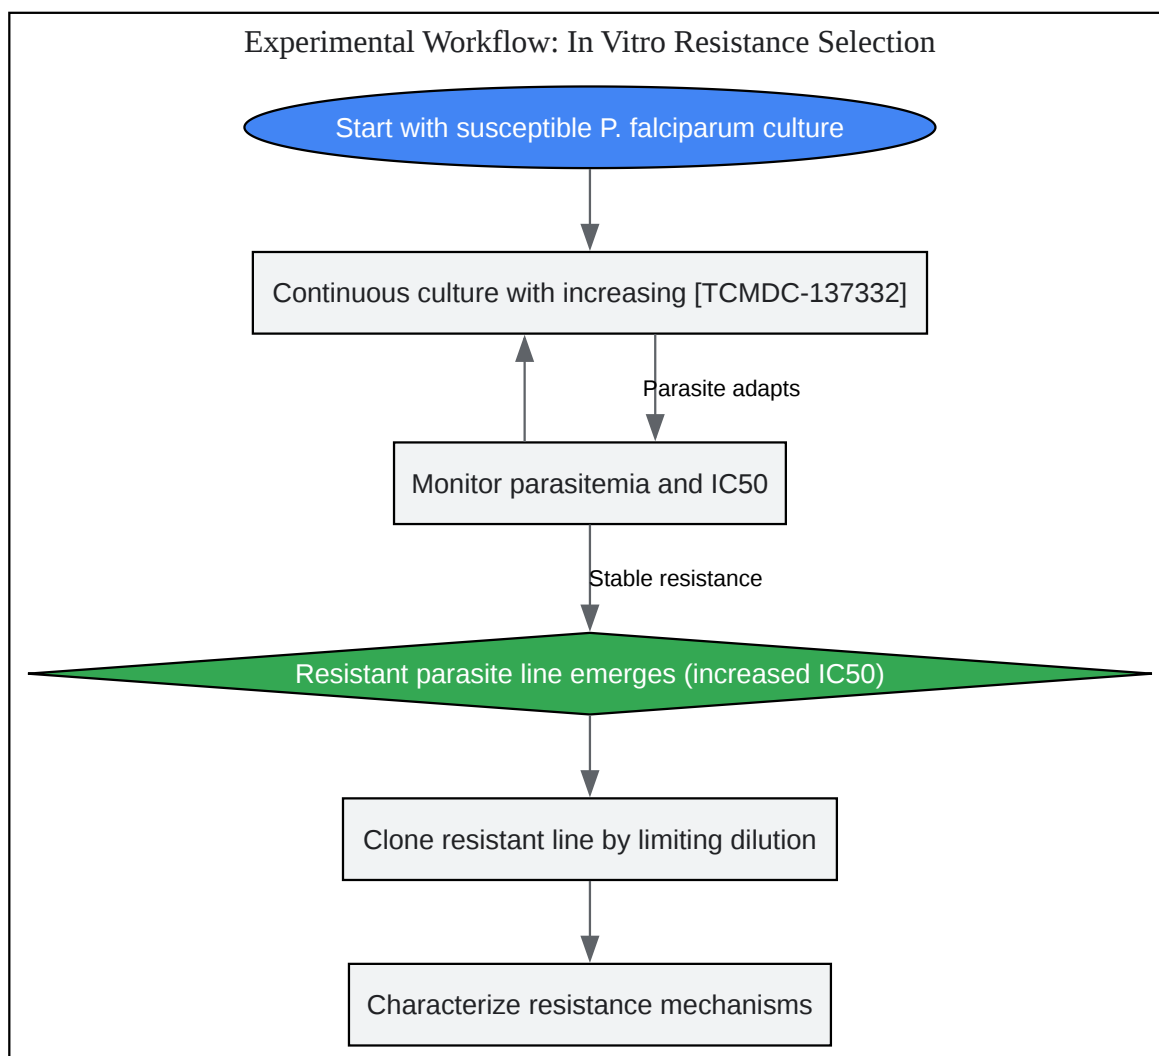 Experimental Workflow: In Vitro Resistance Selection
Start with susceptible P. falciparum culture
Continuous culture with increasing [TCMDC-137332]
Parasite adapts
Monitor parasitemia and IC50
Stable resistance
Resistant parasite line emerges (increased IC50)
Clone resistant line by limiting dilution
Characterize resistance mechanisms